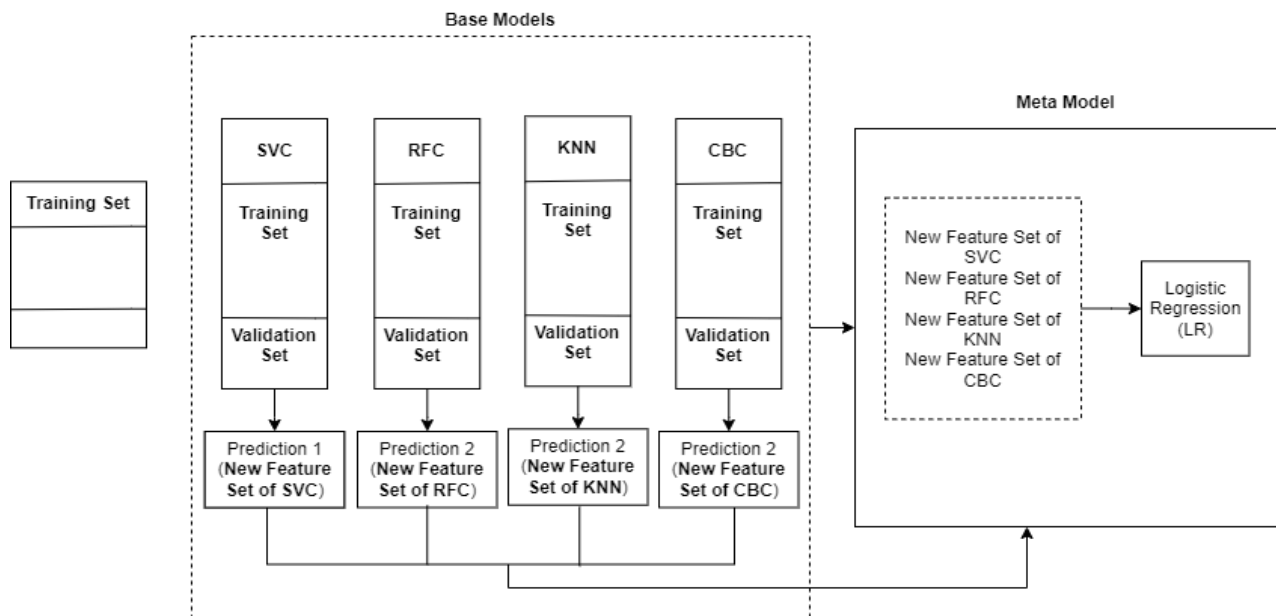 Base Models
Meta Model
Training Set
SVC
Training
Set
Validation
Set
Prediction 1
(New Feature
Set of SVC)
RFC
Training
Set
Validation
Set
Prediction 2
(New Feature
Set of RFC)
KNN
Training
Set
Validation
Set
Prediction 2
(New Feature
Set of KNN)
CBC
Training
Set
Validation
Set
Prediction 2
(New Feature
Set of CBC)
New Feature Set of
SVC
New Feature Set of
RFC
New Feature Set of
KNN
New Feature Set of
CBC
Logistic
Regression
(LR)